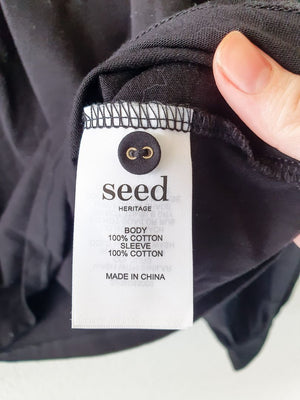 seed
HERITAGE
BODY
100% COTTON
SLEEVE
100% COTTON
MADE IN CHINA